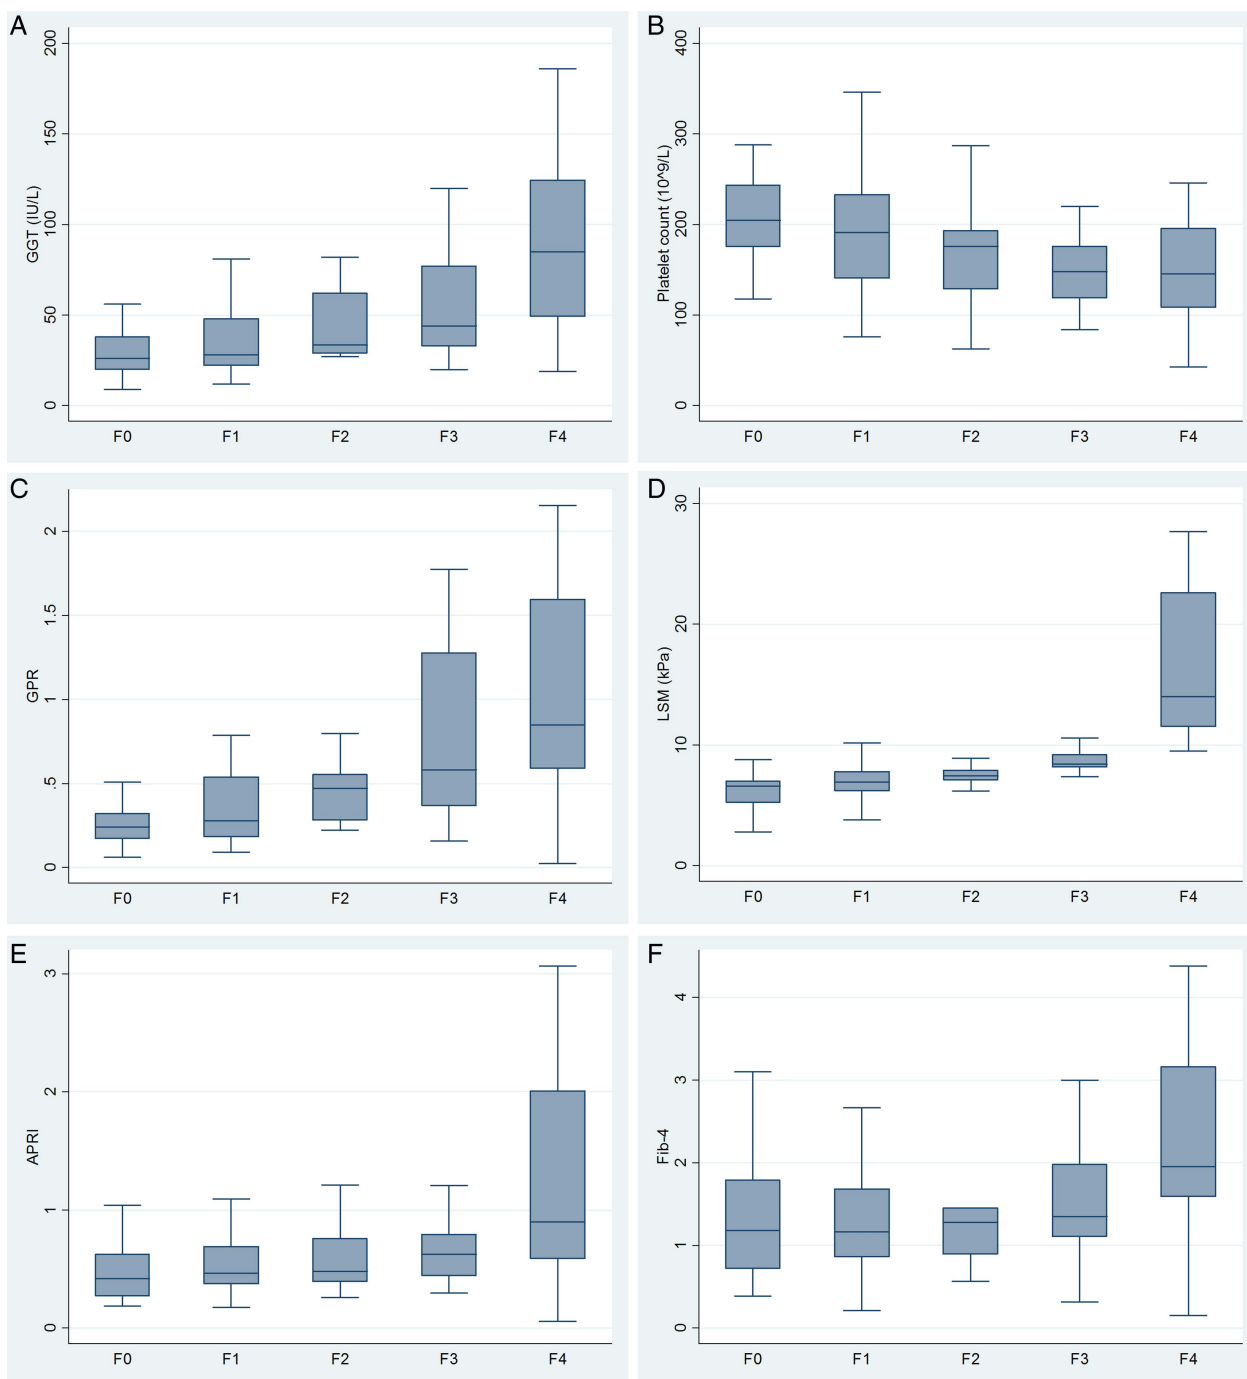 A
GGT (IU/L)
200
150
100
50
0
F0 F1 F2 F3 F4
B
Platelet count (10^9/L)
400
300
200
100
0
F0 F1 F2 F3 F4
C
GPR
2
1.5
1
.5
0
F0 F1 F2 F3 F4
D
LSM (kPa)
30
20
10
0
F0 F1 F2 F3 F4
E
APRI
3
2
1
0
F0 F1 F2 F3 F4
F
Fib-4
4
3
2
1
0
F0 F1 F2 F3 F4